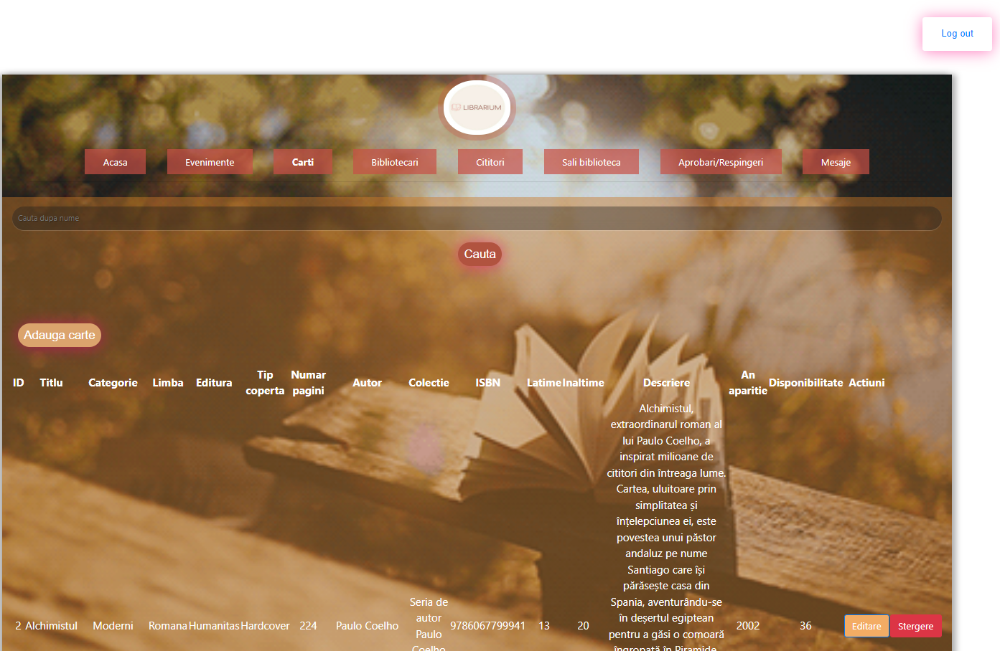 Log out
LIBRARIUM
Acasa
Evenimente
Carti
Bibliotecari
Cititori
Sali biblioteca
Aprobari/Respingeri
Mesaje
Cauta dupa nume
Cauta
Adauga carte
ID
Titlu
Categorie
Limba
Editura
Tip
coperta
Numar
pagini
Autor
Colectie
ISBN
Latime
Inaltime
Descriere
An
aparitie
Disponibilitate
Actiuni
2
Alchimistul
Moderni
Romana
Humanitas
Hardcover
224
Paulo Coelho
Seria de
autor
Paulo
Coelho
9786067799941
13
20
Alchimistul,
extraordinarul roman al
lui Paulo Coelho, a
inspirat milioane de
cititori din întreaga lume.
Cartea, uluitoare prin
simplitatea și
înțelepciunea ei, este
povestea unui păstor
andaluz pe nume
Santiago care își
părăsește casa din
Spania, aventurându-se
în deșertul egiptean
pentru a găsi o comoară
îngropată în Piramide.
2002
36
Editare
Stergere